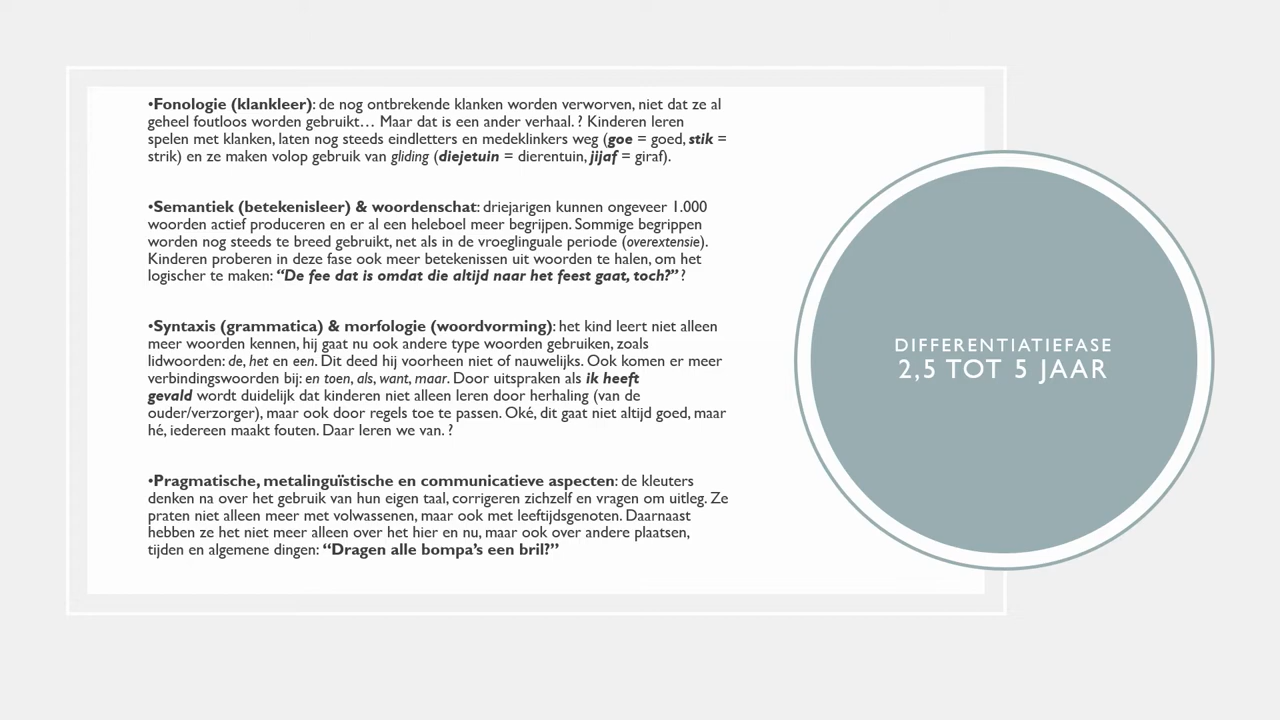 •Fonologie (klankleer): de nog ontbrekende klanken worden verworven, niet dat ze al
geheel foutloos worden gebruikt… Maar dat is een ander verhaal. ? Kinderen leren
spelen met klanken, laten nog steeds eindletters en medeklinkers weg (goe = goed, stik =
strik) en ze maken volop gebruik van gliding (diejetuin = dierentuin, jijaf = giraf).
•Semantiek (betekenisleer) & woordenschat: driejarigen kunnen ongeveer 1.000
woorden actief produceren en er al een heleboel meer begrijpen. Sommige begrippen
worden nog steeds te breed gebruikt, net als in de vroeglinguale periode (overextensie).
Kinderen proberen in deze fase ook meer betekenissen uit woorden te halen, om het
logischer te maken: “De fee dat is omdat die altijd naar het feest gaat, toch?” ?
•Syntaxis (grammatica) & morfologie (woordvorming): het kind leert niet alleen
meer woorden kennen, hij gaat nu ook andere type woorden gebruiken, zoals
lidwoorden: de, het en een. Dit deed hij voorheen niet of nauwelijks. Ook komen er meer
verbindingswoorden bij: en toen, als, want, maar. Door uitspraken als ik heeft
gevald wordt duidelijk dat kinderen niet alleen leren door herhaling (van de
ouder/verzorger), maar ook door regels toe te passen. Oké, dit gaat niet altijd goed, maar
hé, iedereen maakt fouten. Daar leren we van. ?
•Pragmatische, metalinguïstische en communicatieve aspecten: de kleuters
denken na over het gebruik van hun eigen taal, corrigeren zichzelf en vragen om uitleg. Ze
praten niet alleen meer met volwassenen, maar ook met leeftijdsgenoten. Daarnaast
hebben ze het niet meer alleen over het hier en nu, maar ook over andere plaatsen,
tijden en algemene dingen: “Dragen alle bompa’s een bril?”
DIFFERENTIATIEFASE
2,5 TOT 5 JAAR